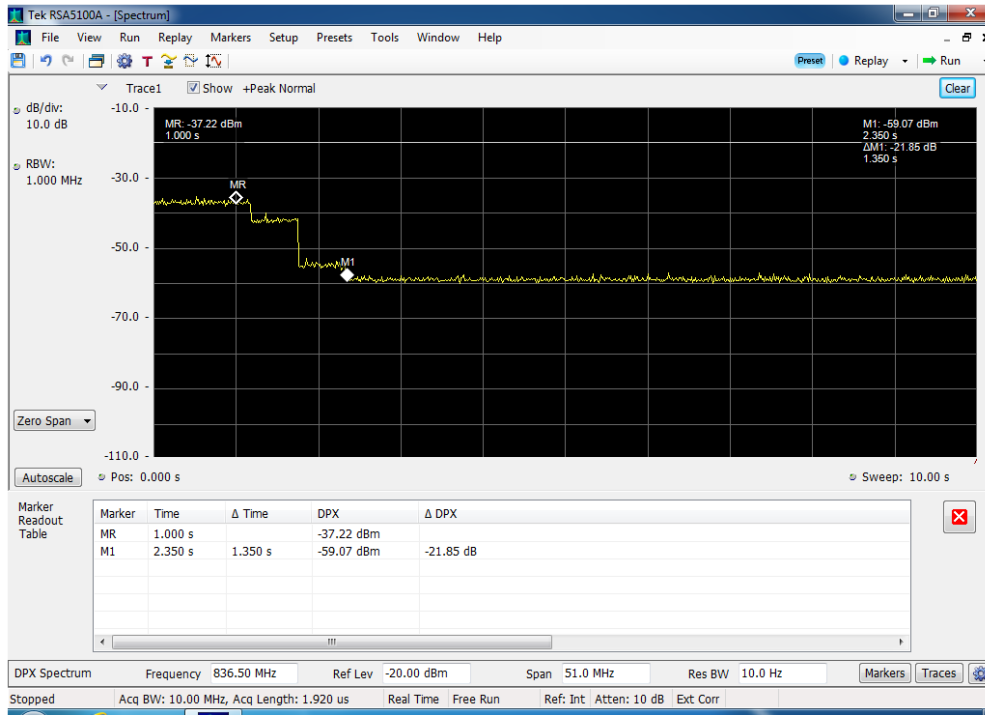 Tek RSA5100A - [Spectrum]
File View Run Replay Markers Setup Presets Tools Window Help
T Preset Replay Run
Trace1 Show +Peak Normal Clear
dB/div:
10.0 dB
RBW:
1.000 MHz
-10.0 -
-30.0 -
-50.0 -
-70.0 -
-90.0 -
-110.0 -
MR: -37.22 dBm
1.000 s
M1: -59.07 dBm
2.350 s
ΔM1: -21.85 dB
1.350 s
MR
M1
Zero Span
Autoscale Pos: 0.000 s Sweep: 10.00 s
Marker
Readout
Table
Marker Time Δ Time DPX Δ DPX
MR 1.000 s -37.22 dBm
M1 2.350 s 1.350 s -59.07 dBm -21.85 dB
DPX Spectrum Frequency 836.50 MHz Ref Lev -20.00 dBm Span 51.0 MHz Res BW 10.0 Hz Markers Traces
Stopped Acq BW: 10.00 MHz, Acq Length: 1.920 us Real Time Free Run Ref: Int Atten: 10 dB Ext Corr